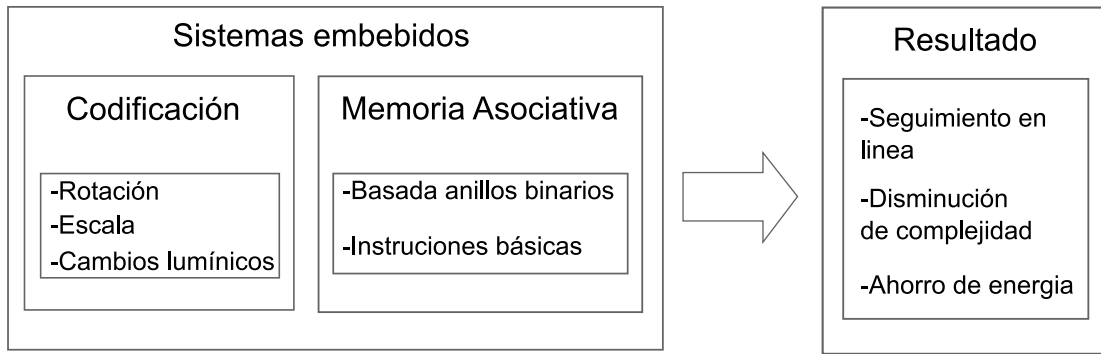 Sistemas embebidos
Codificación
-Rotación
-Escala
-Cambios lumínicos
Memoria Asociativa
-Basada anillos binarios
-Instruciones básicas
Resultado
-Seguimiento en
linea
-Disminución
de complejidad
-Ahorro de energia